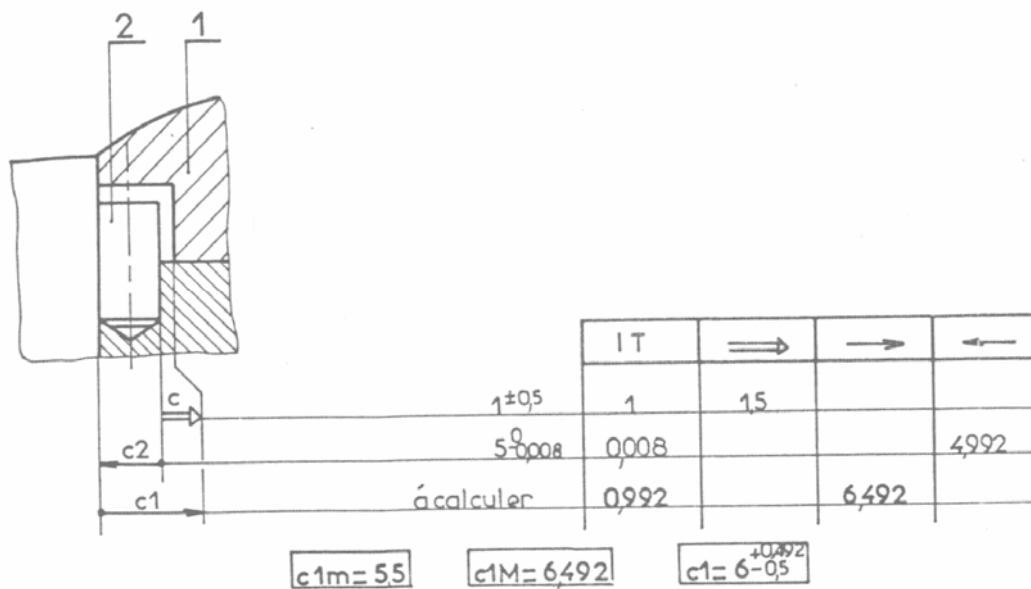 2 1
IT
c 1±0,5 1 1,5
c2 5 0 -0,008 0,008 4,992
c1 á calculer 0,992 6,492
c1m = 5,5 c1M = 6,492 c1 = 6 +0,492 -0,5